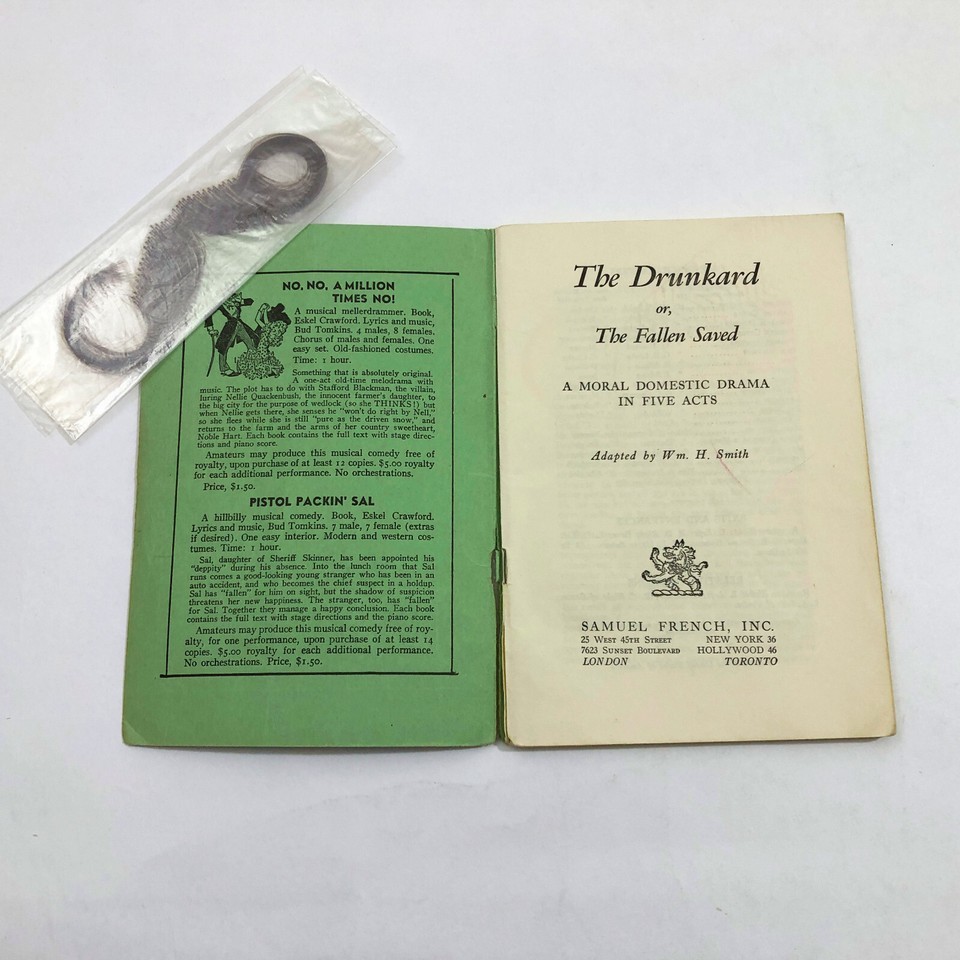 NO, NO, A MILLION
TIMES NO!
A musical mellerdrammer. Book,
Eskel Crawford. Lyrics and music,
Bud Tomkins. 4 males, 8 females.
Chorus of males and females. One
easy set. Old-fashioned costumes.
Time: 1 hour.
Something that is absolutely original.
A one-act old-time melodrama with
music. The plot has to do with Stafford Blackman, the villain,
luring Nellie Quackenbush, the innocent farmer's daughter, to
the big city for the purpose of wedlock (so she THINKS!) but
when Nellie gets there, she senses he "won't do right by Nell,"
so she flees while she is still "pure as the driven snow," and
returns to the farm and the arms of her country sweetheart,
Noble Hart. Each book contains the full text with stage direc-
tions and piano score.
Amateurs may produce this musical comedy free of
royalty, upon purchase of at least 12 copies. $5.00 royalty
for each additional performance. No orchestrations.
Price, $1.50.
PISTOL PACKIN' SAL
A hillbilly musical comedy. Book, Eskel Crawford.
Lyrics and music, Bud Tomkins. 7 male, 7 female (extras
if desired). One easy interior. Modern and western cos-
tumes. Time: 1 hour.
Sal, daughter of Sheriff Skinner, has been appointed his
"deppity" during his absence. Into the lunch room that Sal
runs comes a good-looking young stranger who has been in
auto accident, and who becomes the chief suspect in a holdup.
Sal has "fallen" for him on sight, but the shadow of suspicion
threatens her new happiness. The stranger, too, has "fallen"
for Sal. Together they manage a happy conclusion. Each book
contains the full text with stage directions and the piano score.
Amateurs may produce this musical comedy free of roy-
alty, for one performance, upon purchase of at least 14
copies. $5.00 royalty for each additional performance.
No orchestrations. Price, $1.50.
The Drunkard
or,
The Fallen Saved
A MORAL DOMESTIC DRAMA
IN FIVE ACTS
Adapted by Wm. H. Smith
SAMUEL FRENCH, INC.
25 WEST 45TH STREET NEW YORK 36
7623 SUNSET BOULEVARD HOLLYWOOD 46
LONDON TORONTO